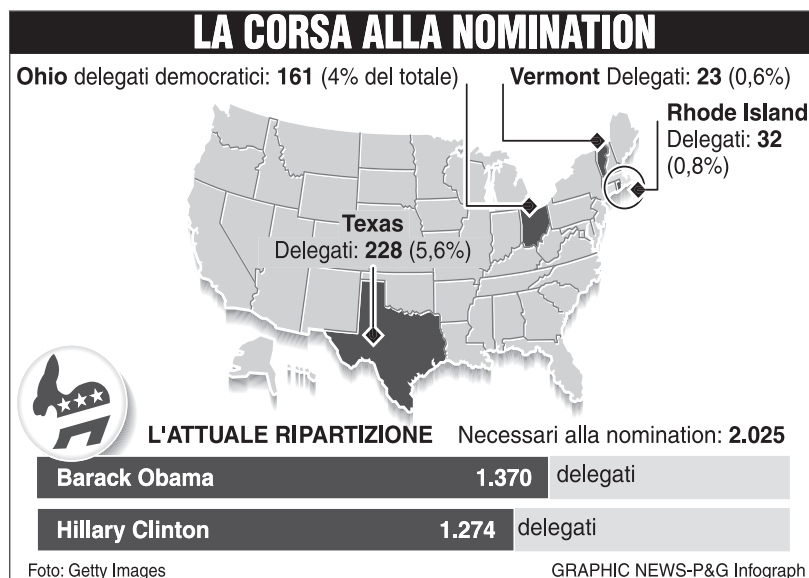 LA CORSA ALLA NOMINATION
Ohio delegati democratici: 161 (4% del totale)
Vermont Delegati: 23 (0,6%)
Rhode Island
Delegati: 32
(0,8%)
Texas
Delegati: 228 (5,6%)
L'ATTUALE RIPARTIZIONE Necessari alla nomination: 2.025
Barack Obama 1.370 delegati
Hillary Clinton 1.274 delegati
Foto: Getty Images
GRAPHIC NEWS-P&G Infograph